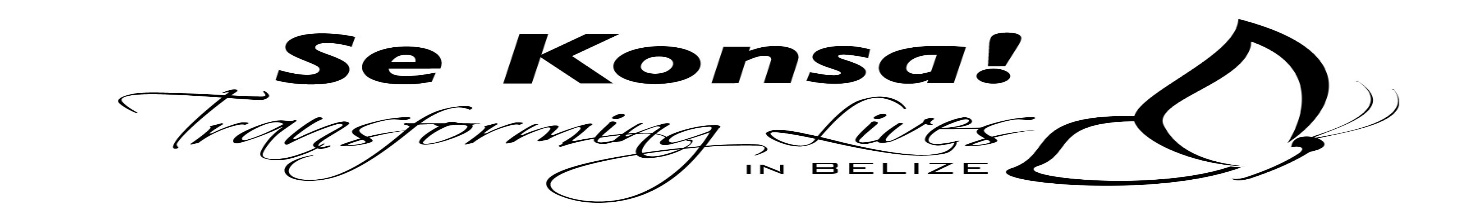 Se Konsa!
Transforming Lives
IN BELIZE